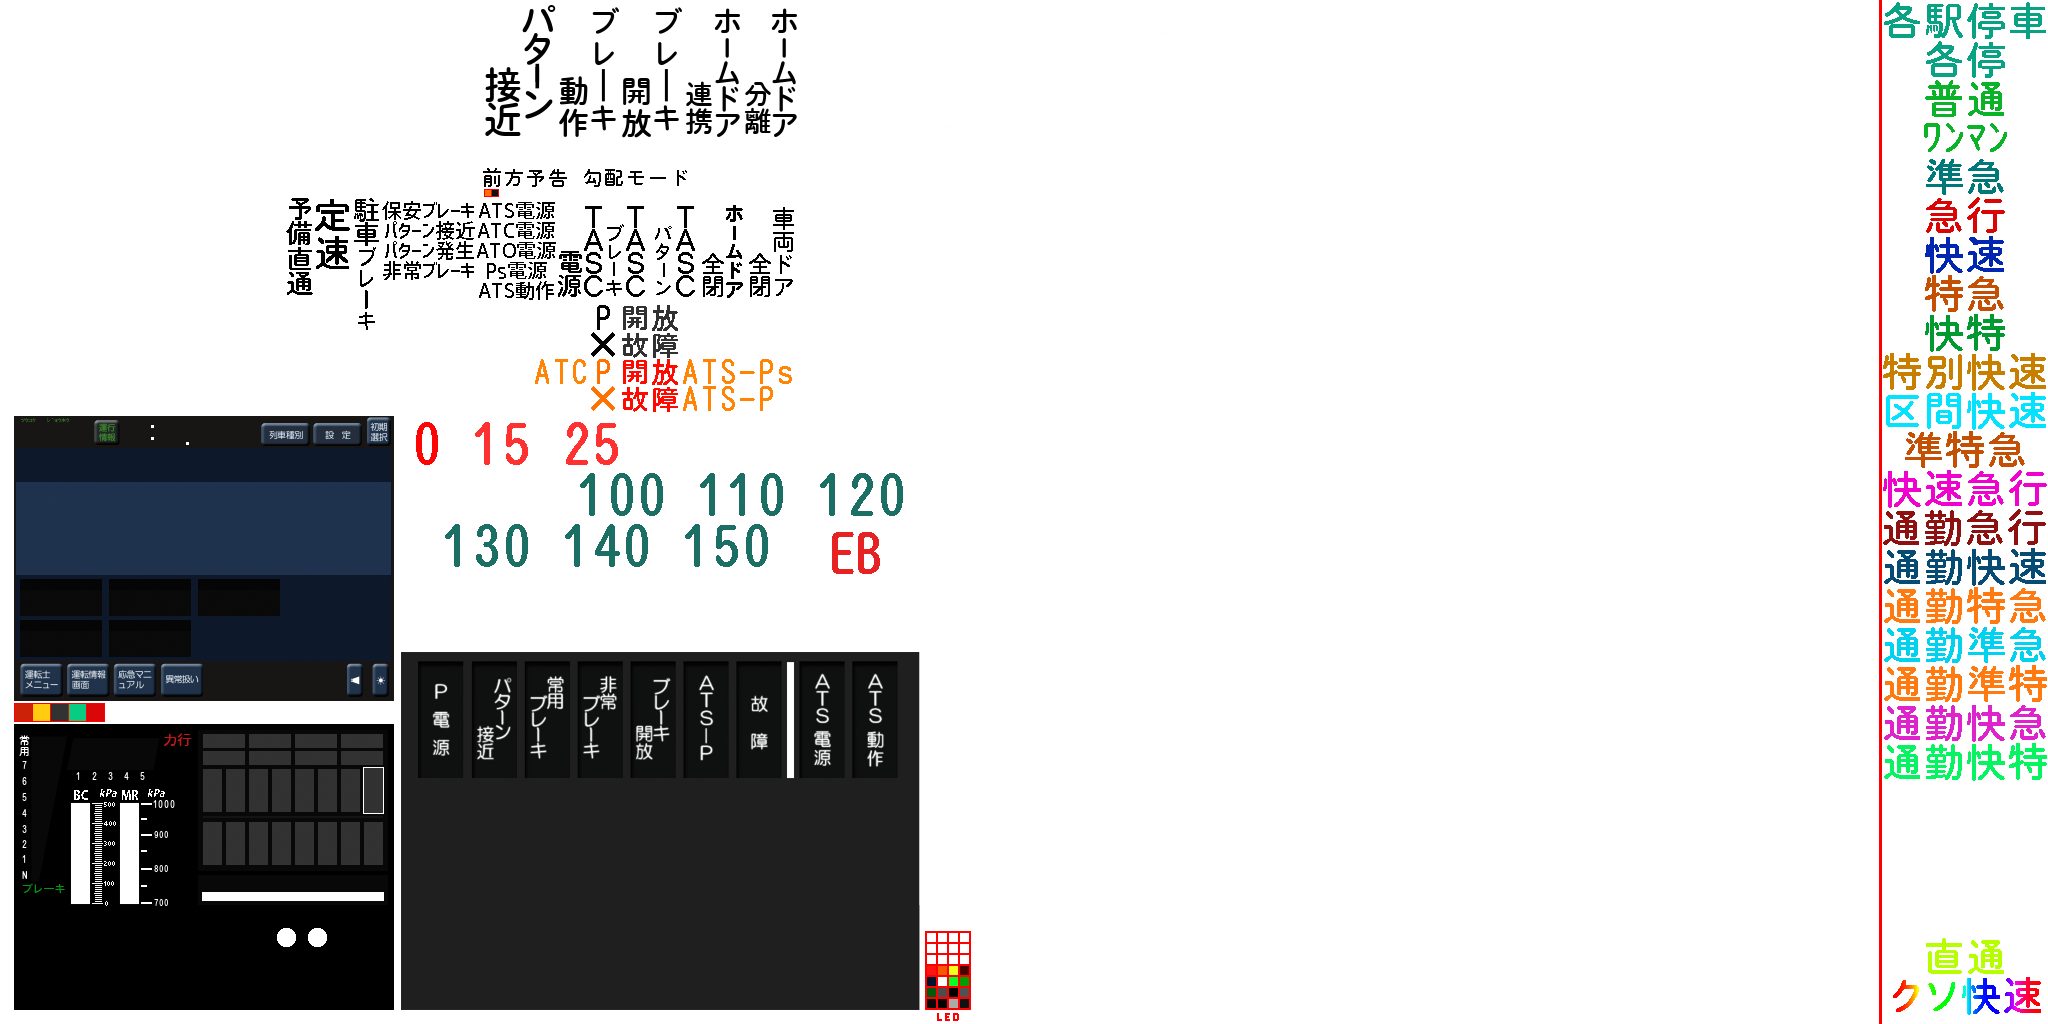 パターン
接近
ブレーキ
動作
ブレーキ
開放
ホームドア
連携
ホームドア
分離
前方予告 勾配モード
予備直通
定速
駐車ブレーキ
保安ブレーキ
パターン接近
パターン発生
非常ブレーキ
ATS電源
ATC電源
ATO電源
Ps電源
ATS動作
TASC
電源
TASC
ブレーキ
TASC
パターン
ホームドア
全閉
車両ドア
全閉
P 開放
× 故障
ATC P 開放 ATS-Ps
× 故障 ATS-P
0 15 25
100 110 120
130 140 150 EB
運行
情報
:
.
列車種別
設 定
初期
選択
運転士
メニュー
運転情報
画面
応急マニ
ュアル
異常扱い
◀
☀
常用
7
6
5
4
3
2
1
N
ブレーキ
力行
1 2 3 4 5
BC kPa MR kPa
500
400
300
200
100
0
1000
900
800
700
P電源
パターン
接近
常用
ブレーキ
非常
ブレーキ
ブレーキ
開放
ATS-P
故障
ATS電源
ATS動作
LED
各駅停車
各停
普通
ワンマン
準急
急行
快速
特急
快特
特別快速
区間快速
準特急
快速急行
通勤急行
通勤快速
通勤特急
通勤準急
通勤準特
通勤快急
通勤快特
直通
クソ快速